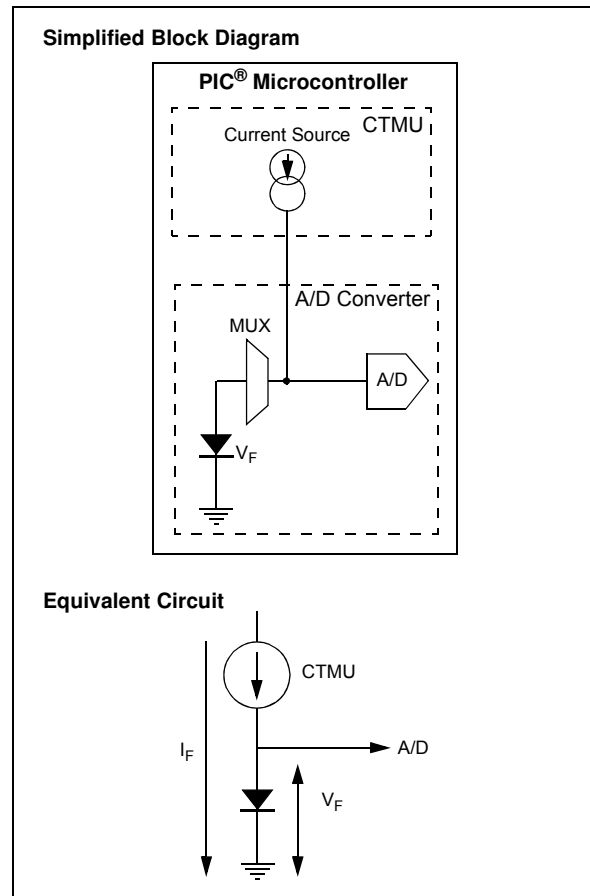 Simplified Block Diagram
PIC® Microcontroller
CTMU
Current Source
A/D Converter
MUX
A/D
VF
Equivalent Circuit
CTMU
IF
A/D
VF